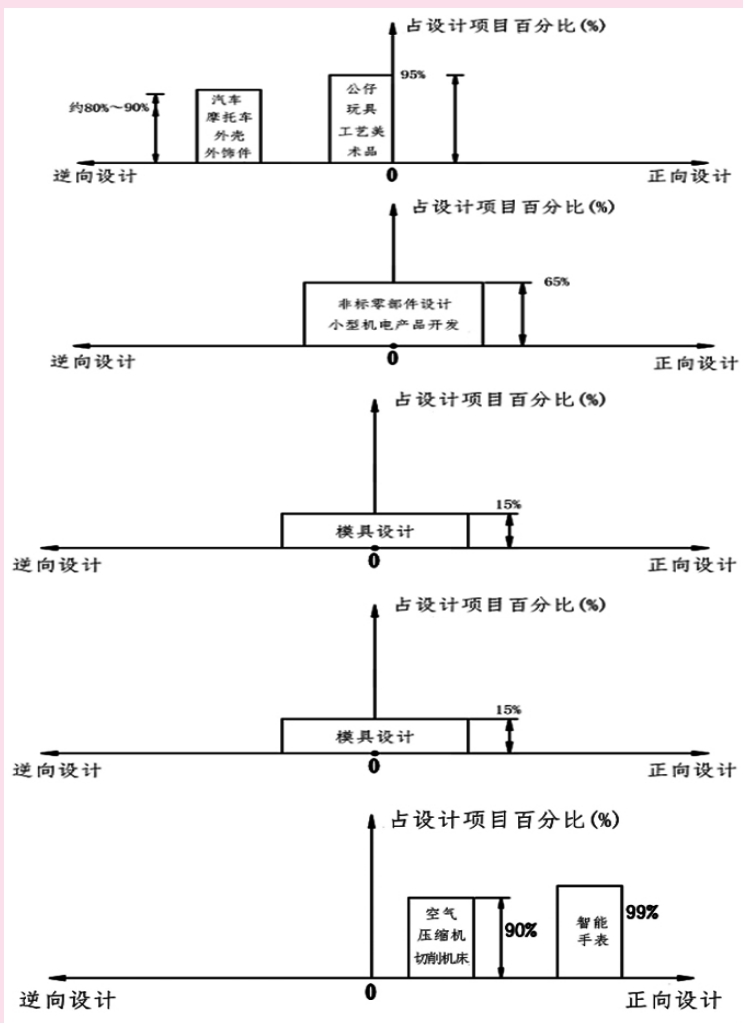 占设计项目百分比(%)
95%
约80%～90%
汽车
摩托车
外壳
外饰件
公仔
玩具
工艺美
术品
逆向设计
0
正向设计
占设计项目百分比(%)
65%
非标零部件设计
小型机电产品开发
逆向设计
0
正向设计
占设计项目百分比(%)
15%
模具设计
逆向设计
0
正向设计
占设计项目百分比(%)
15%
模具设计
逆向设计
0
正向设计
占设计项目百分比(%)
空气
压缩机
切削机床
90%
智能
手表
99%
逆向设计
0
正向设计